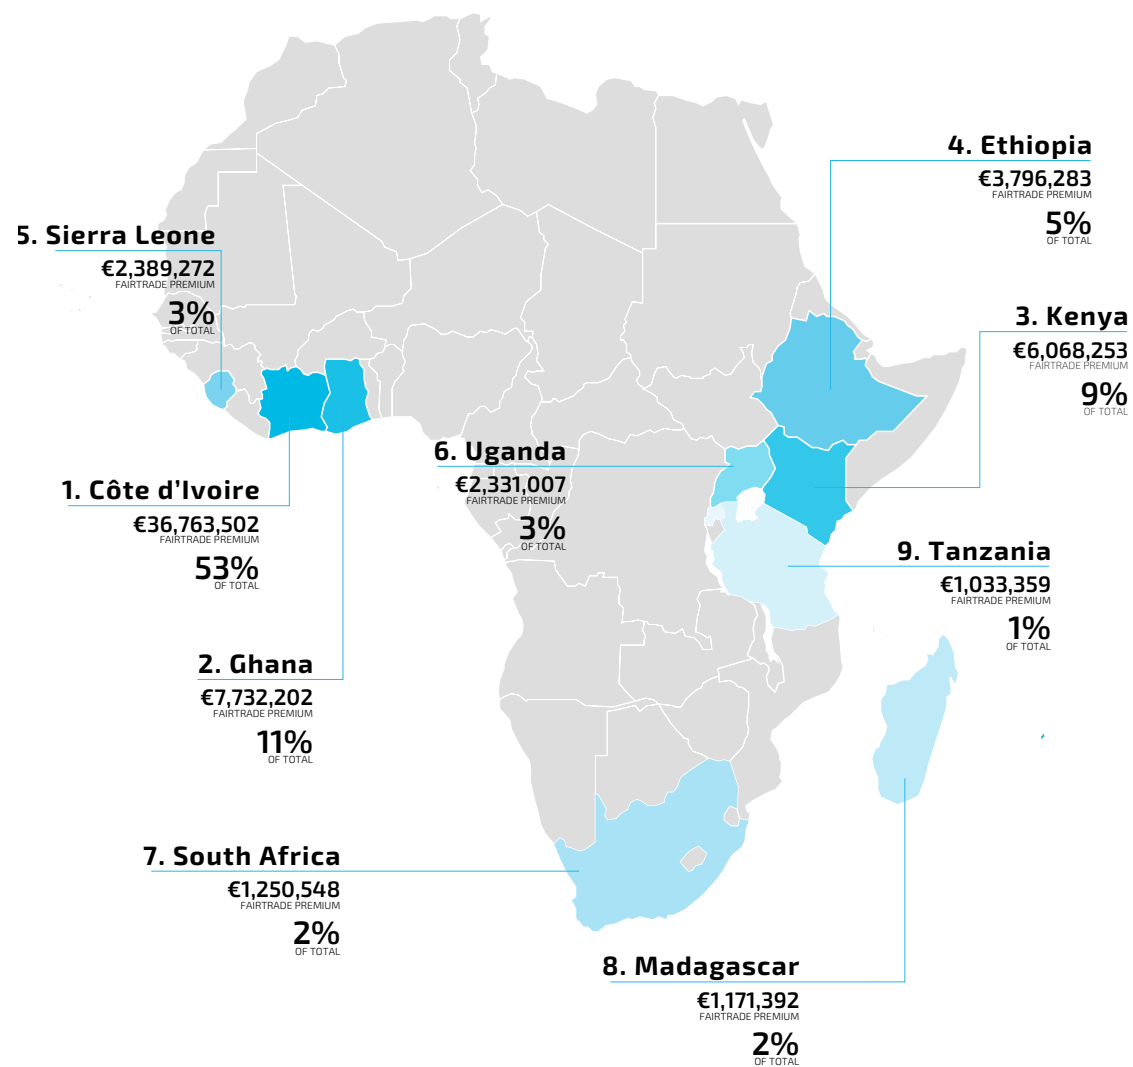 4. Ethiopia
€3,796,283
FAIRTRADE PREMIUM
5%
OF TOTAL
5. Sierra Leone
€2,389,272
FAIRTRADE PREMIUM
3%
OF TOTAL
3. Kenya
€6,068,253
FAIRTRADE PREMIUM
9%
OF TOTAL
6. Uganda
€2,331,007
FAIRTRADE PREMIUM
3%
OF TOTAL
1. Côte d’Ivoire
€36,763,502
FAIRTRADE PREMIUM
53%
OF TOTAL
9. Tanzania
€1,033,359
FAIRTRADE PREMIUM
1%
OF TOTAL
2. Ghana
€7,732,202
FAIRTRADE PREMIUM
11%
OF TOTAL
7. South Africa
€1,250,548
FAIRTRADE PREMIUM
2%
OF TOTAL
8. Madagascar
€1,171,392
FAIRTRADE PREMIUM
2%
OF TOTAL